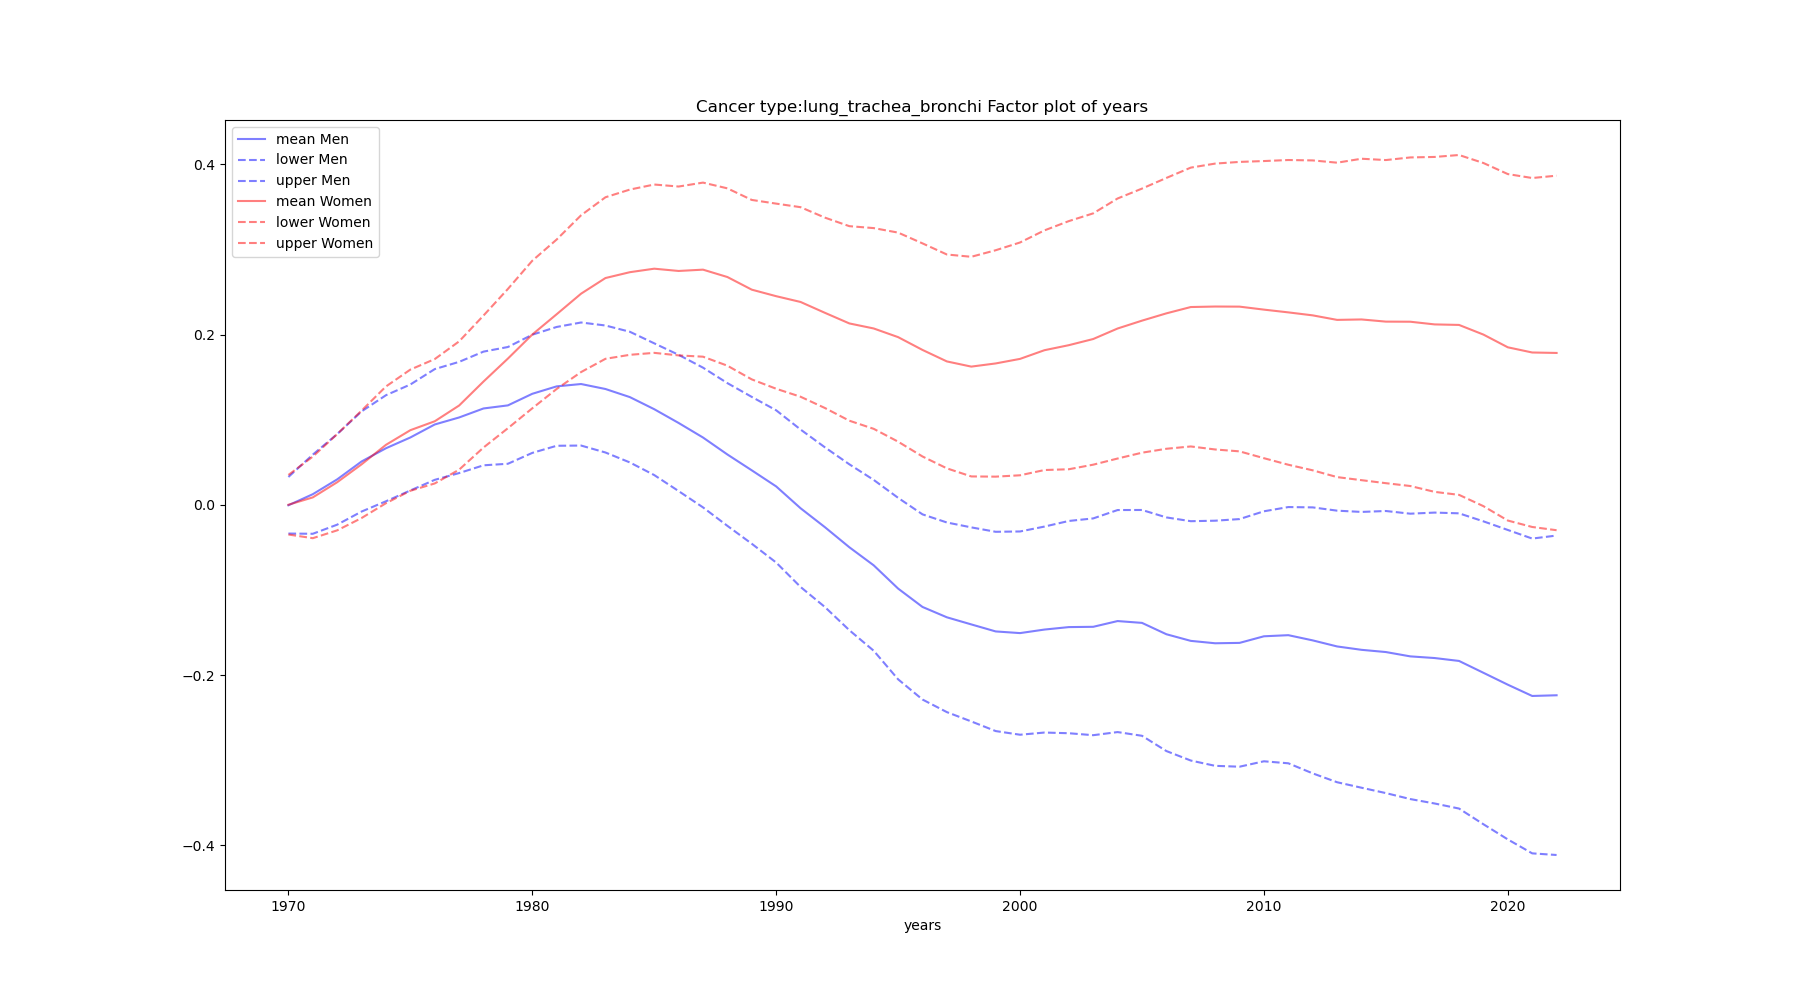 Cancer type:lung_trachea_bronchi Factor plot of years
mean Men
lower Men
upper Men
mean Women
lower Women
upper Women
0.4
0.2
0.0
−0.2
−0.4
1970 1980 1990 2000 2010 2020
years